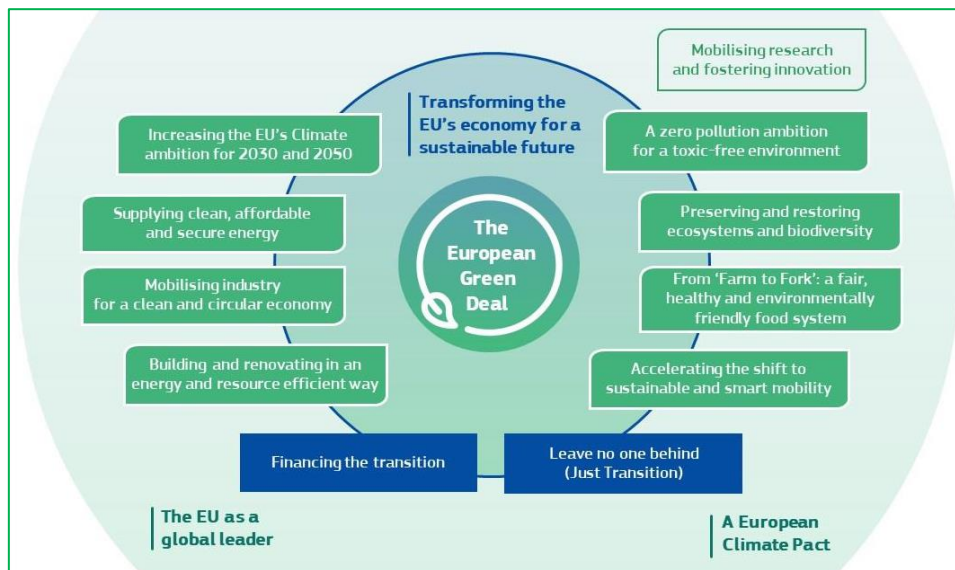 Mobilising research
and fostering innovation
Transforming the
EU's economy for a
sustainable future
Increasing the EU's Climate
ambition for 2030 and 2050
A zero pollution ambition
for a toxic-free environment
Supplying clean, affordable
and secure energy
Preserving and restoring
ecosystems and biodiversity
The
European
Green
Deal
Mobilising industry
for a clean and circular economy
From ‘Farm to Fork’: a fair,
healthy and environmentally
friendly food system
Building and renovating in an
energy and resource efficient way
Accelerating the shift to
sustainable and smart mobility
Financing the transition
Leave no one behind
(Just Transition)
The EU as a
global leader
A European
Climate Pact